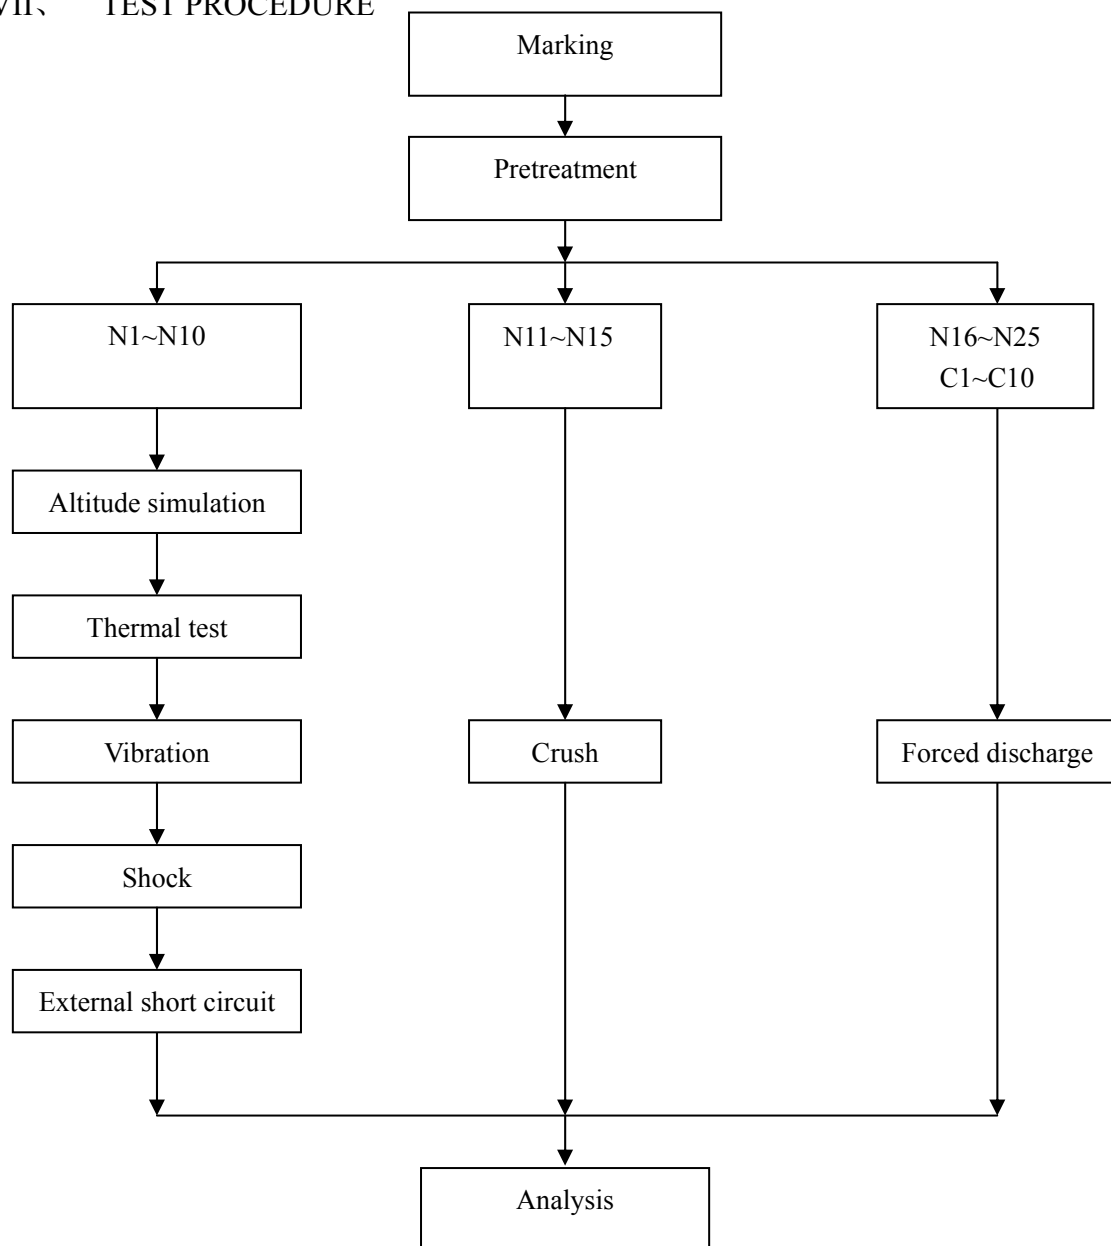 VII、 TEST PROCEDURE
Marking
Pretreatment
N1~N10
N11~N15
N16~N25
C1~C10
Altitude simulation
Thermal test
Vibration
Crush
Forced discharge
Shock
External short circuit
Analysis